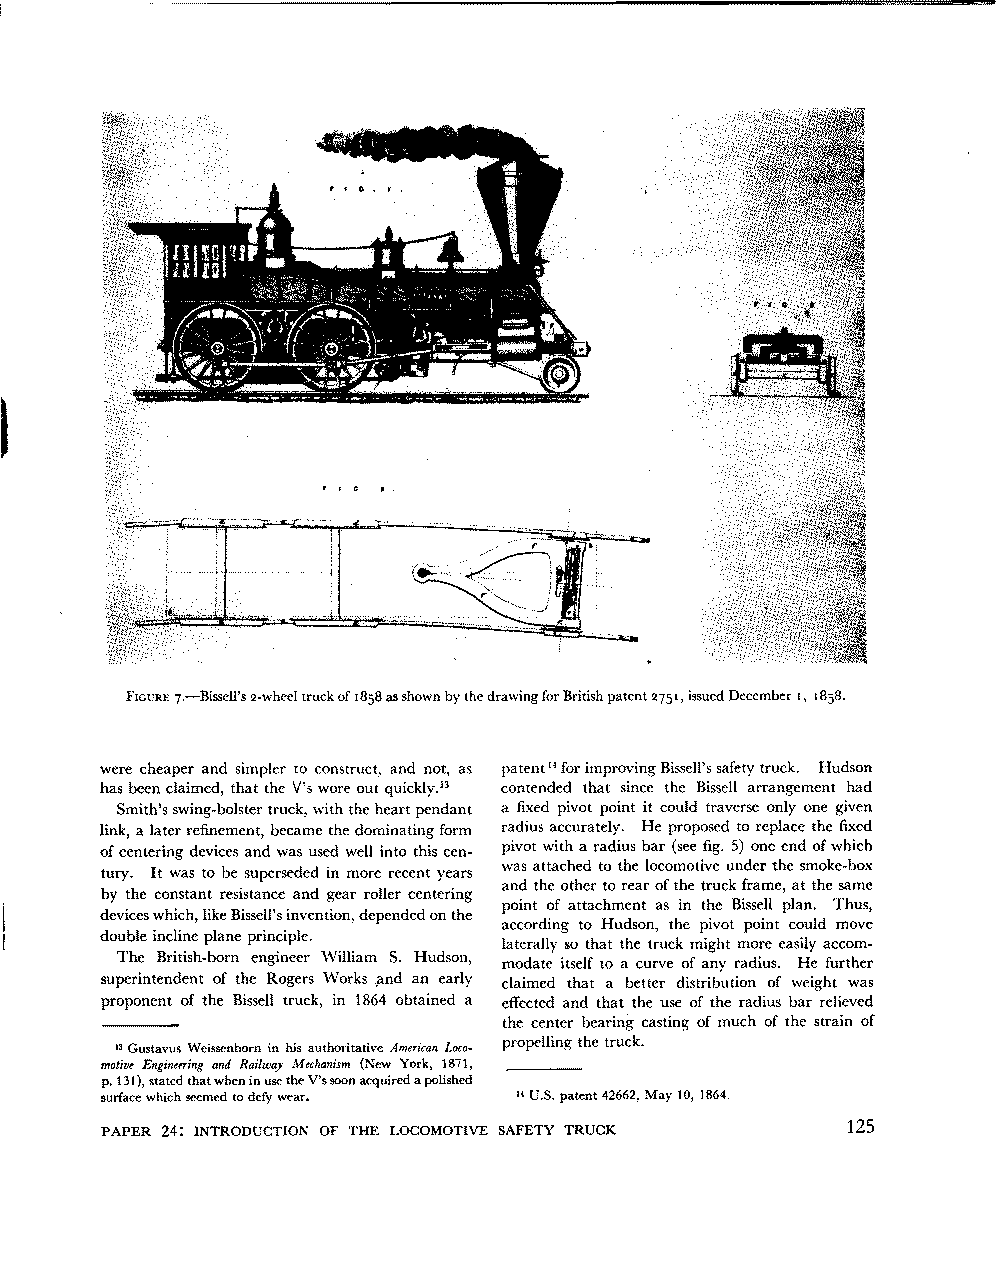 FIG. 1.
FIG. 2
FIG 3.
FIGURE 7.—Bissell's 2-wheel truck of 1858 as shown by the drawing for British patent 2751, issued December 1, 1858.
were cheaper and simpler to construct, and not, as
has been claimed, that the V's wore out quickly.¹³
Smith's swing-bolster truck, with the heart pendant
link, a later refinement, became the dominating form
of centering devices and was used well into this cen-
tury. It was to be superseded in more recent years
by the constant resistance and gear roller centering
devices which, like Bissell's invention, depended on the
double incline plane principle.
The British-born engineer William S. Hudson,
superintendent of the Rogers Works and an early
proponent of the Bissell truck, in 1864 obtained a
¹³ Gustavus Weissenborn in his authoritative American Loco-
motive Engineering and Railway Mechanism (New York, 1871,
p. 131), stated that when in use the V's soon acquired a polished
surface which seemed to defy wear.
patent¹⁴ for improving Bissell's safety truck. Hudson
contended that since the Bissell arrangement had
a fixed pivot point it could traverse only one given
radius accurately. He proposed to replace the fixed
pivot with a radius bar (see fig. 5) one end of which
was attached to the locomotive under the smoke-box
and the other to rear of the truck frame, at the same
point of attachment as in the Bissell plan. Thus,
according to Hudson, the pivot point could move
laterally so that the truck might more easily accom-
modate itself to a curve of any radius. He further
claimed that a better distribution of weight was
effected and that the use of the radius bar relieved
the center bearing casting of much of the strain of
propelling the truck.
¹⁴ U.S. patent 42662, May 10, 1864.
PAPER 24: INTRODUCTION OF THE LOCOMOTIVE SAFETY TRUCK
125